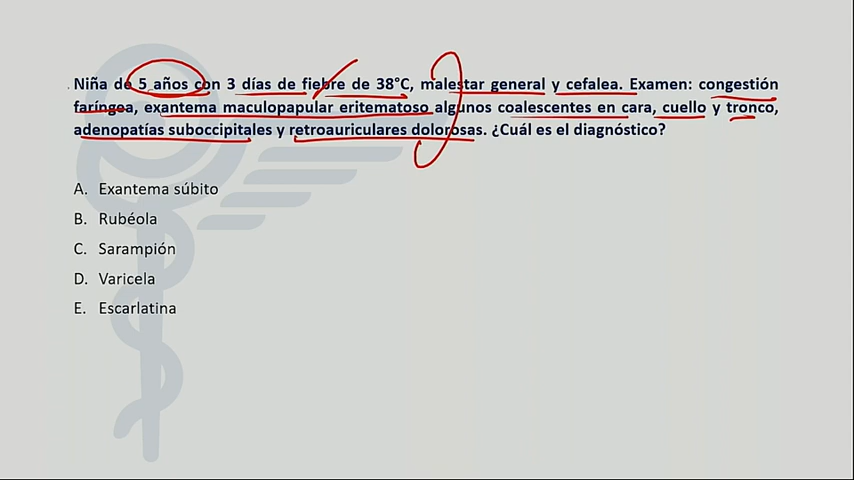 Niña de 5 años con 3 días de fiebre de 38°C, malestar general y cefalea. Examen: congestión
faríngea, exantema maculopapular eritematoso algunos coalescentes en cara, cuello y tronco,
adenopatías suboccipitales y retroauriculares dolorosas. ¿Cuál es el diagnóstico?
A. Exantema súbito
B. Rubéola
C. Sarampión
D. Varicela
E. Escarlatina